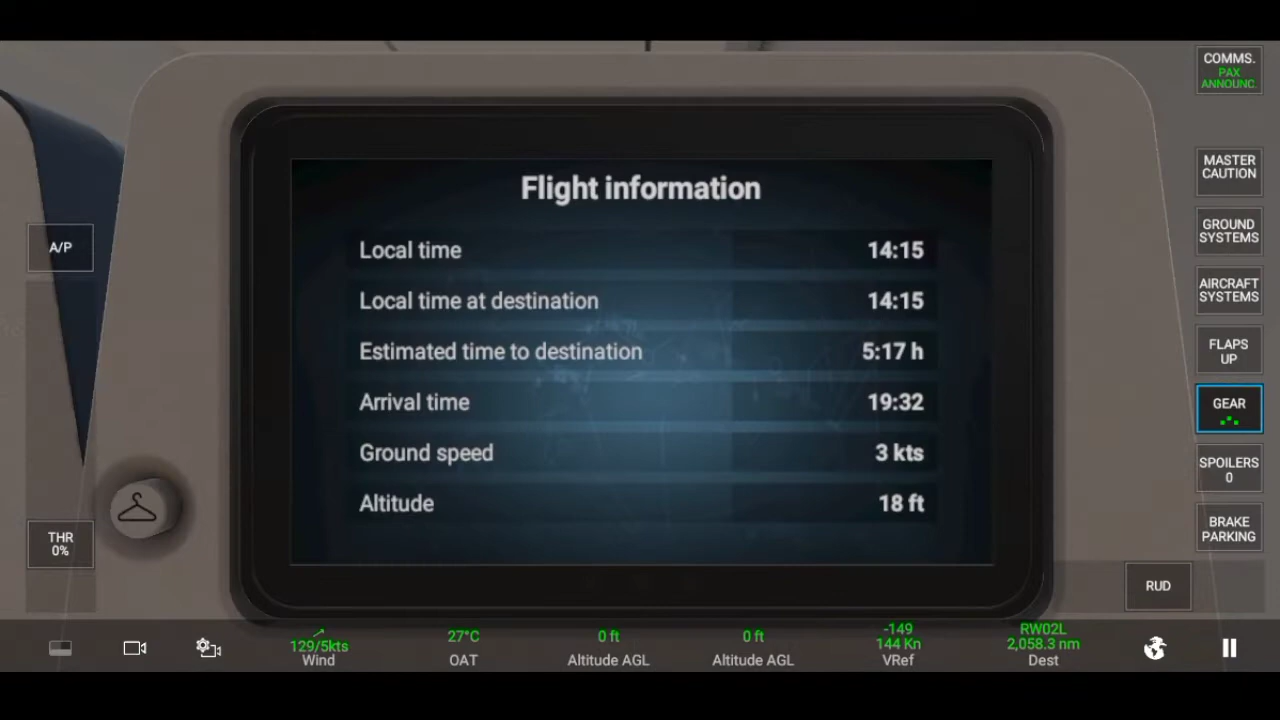 COMMS.
PAX
ANNOUNC.
Flight information
MASTER
CAUTION
Local time 14:15
GROUND
SYSTEMS
A/P
Local time at destination 14:15
AIRCRAFT
SYSTEMS
Estimated time to destination 5:17 h
FLAPS
UP
Arrival time 19:32
GEAR
Ground speed 3 kts
SPOILERS
0
Altitude 18 ft
BRAKE
PARKING
THR
0%
RUD
129/5kts
Wind
27°C
OAT
0 ft
Altitude AGL
0 ft
Altitude AGL
-149
144 Kn
VRef
RW02L
2,058.3 nm
Dest